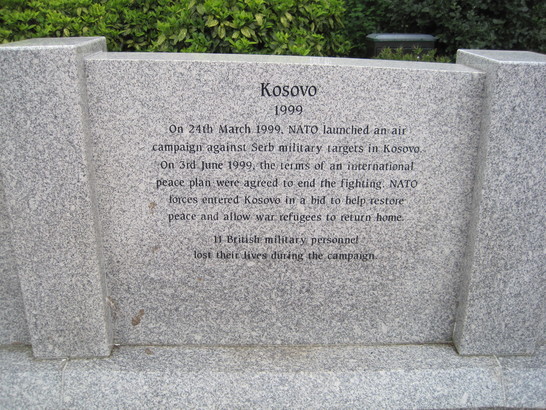 Kosovo
1999
On 24th March 1999, NATO launched an air
campaign against Serb military targets in Kosovo.
On 3rd June 1999, the terms of an international
peace plan were agreed to end the fighting. NATO
forces entered Kosovo in a bid to help restore
peace and allow war refugees to return home.
11 British military personnel
lost their lives during the campaign.